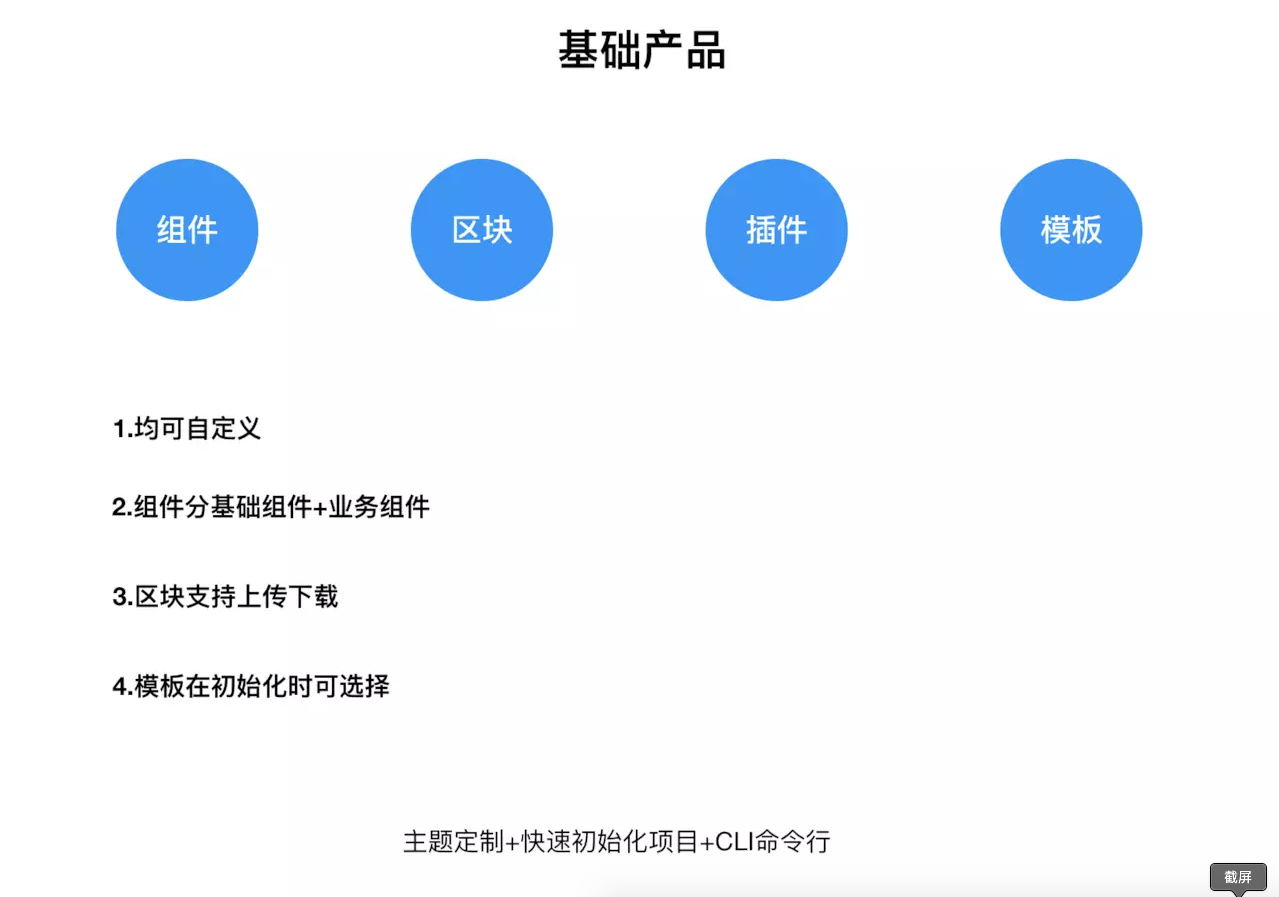 基础产品
组件
区块
插件
模板
1.均可自定义
2.组件分基础组件+业务组件
3.区块支持上传下载
4.模板在初始化时可选择
主题定制+快速初始化项目+CLI命令行
截屏